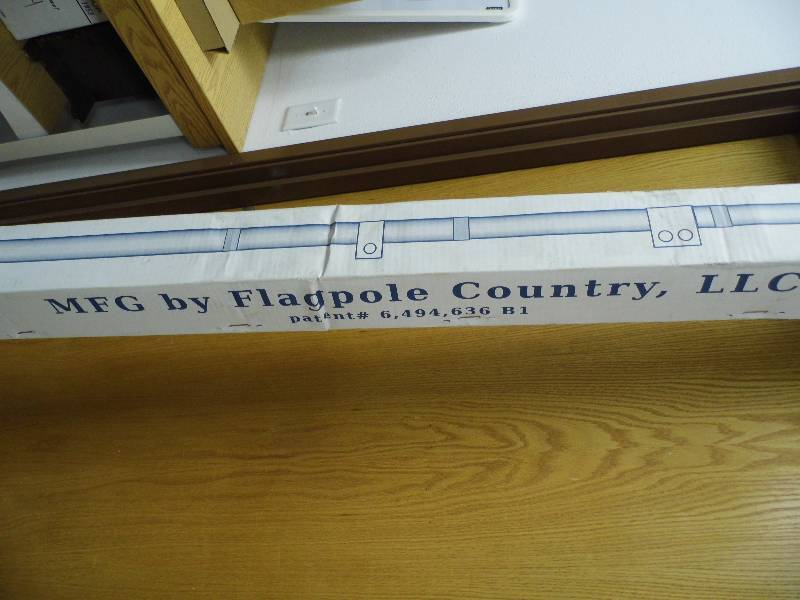 MFG by Flagpole Country, LLC
patent# 6,494,636 B1